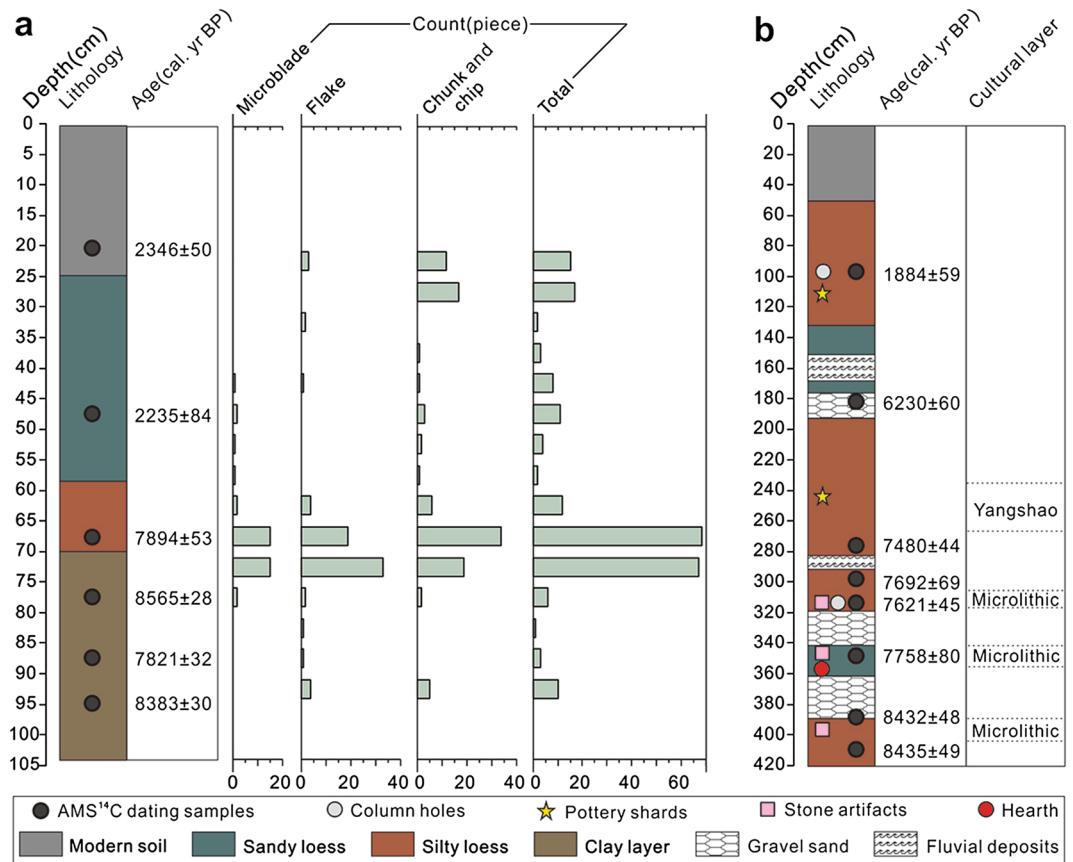 a
Count(piece)
b
Depth(cm)
Lithology
Age(cal. yr BP)
Microblade
Flake
Chunk and
chip
Total
Depth(cm)
Lithology
Age(cal. yr BP)
Cultural layer
0
5
10
15
20
25
30
35
40
45
50
55
60
65
70
75
80
85
90
95
100
105
2346±50
2235±84
7894±53
8565±28
7821±32
8383±30
0 20
0 20 40
0 20 40
0 20 40 60
0
20
40
60
80
100
120
140
160
180
200
220
240
260
280
300
320
340
360
380
400
420
1884±59
6230±60
7480±44
7692±69
7621±45
7758±80
8432±48
8435±49
Yangshao
Microlithic
Microlithic
Microlithic
AMS¹⁴C dating samples Column holes Pottery shards Stone artifacts Hearth
Modern soil Sandy loess Silty loess Clay layer Gravel sand Fluvial deposits